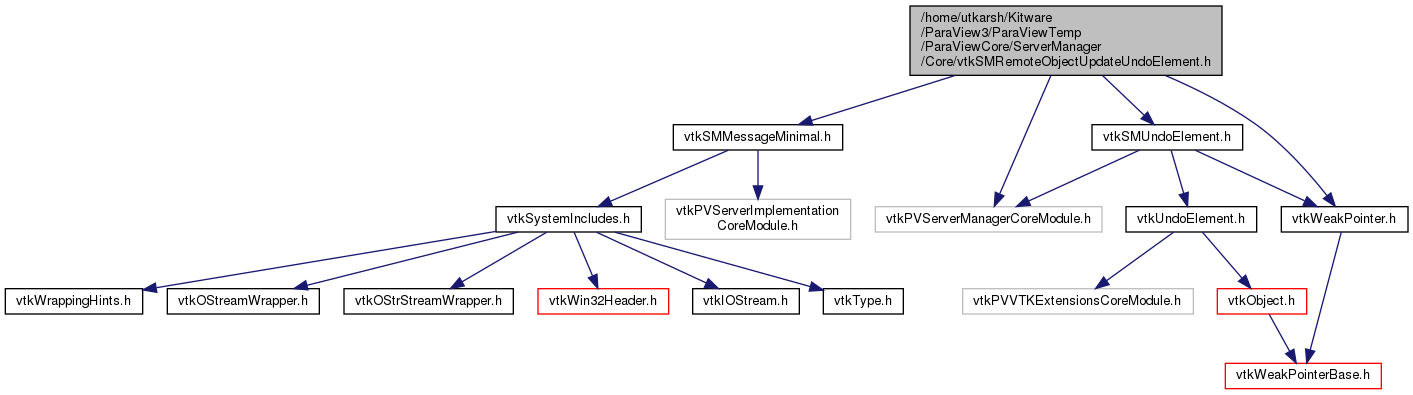 /home/utkarsh/Kitware
/ParaView3/ParaViewTemp
/ParaViewCore/ServerManager
/Core/vtkSMRemoteObjectUpdateUndoElement.h
vtkSMMessageMinimal.h
vtkSMUndoElement.h
vtkSystemIncludes.h
vtkPVServerImplementation
CoreModule.h
vtkPVServerManagerCoreModule.h
vtkUndoElement.h
vtkWeakPointer.h
vtkWrappingHints.h
vtkOStreamWrapper.h
vtkOStrStreamWrapper.h
vtkWin32Header.h
vtkIOStream.h
vtkType.h
vtkPVVTKExtensionsCoreModule.h
vtkObject.h
vtkWeakPointerBase.h